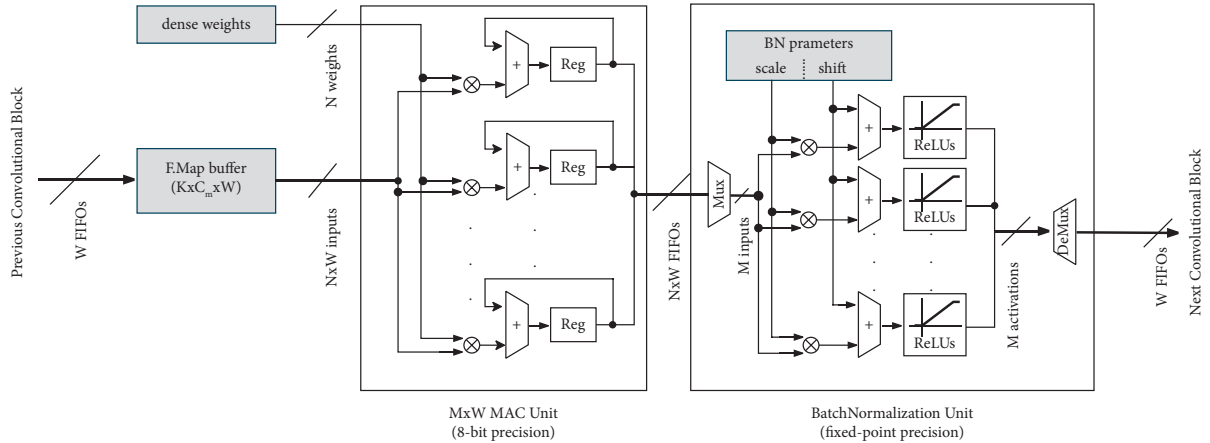 Previous Convolutional Block
W FIFOs
dense weights
F.Map buffer
(KxCmxW)
N weights
NxW inputs
+
Reg
+
Reg
+
Reg
MxW MAC Unit
(8-bit precision)
NxW FIFOs
Mux
M inputs
BN prameters
scale
shift
+
ReLUs
+
ReLUs
+
ReLUs
BatchNormalization Unit
(fixed-point precision)
M activations
DeMux
W FIFOs
Next Convolutional Block